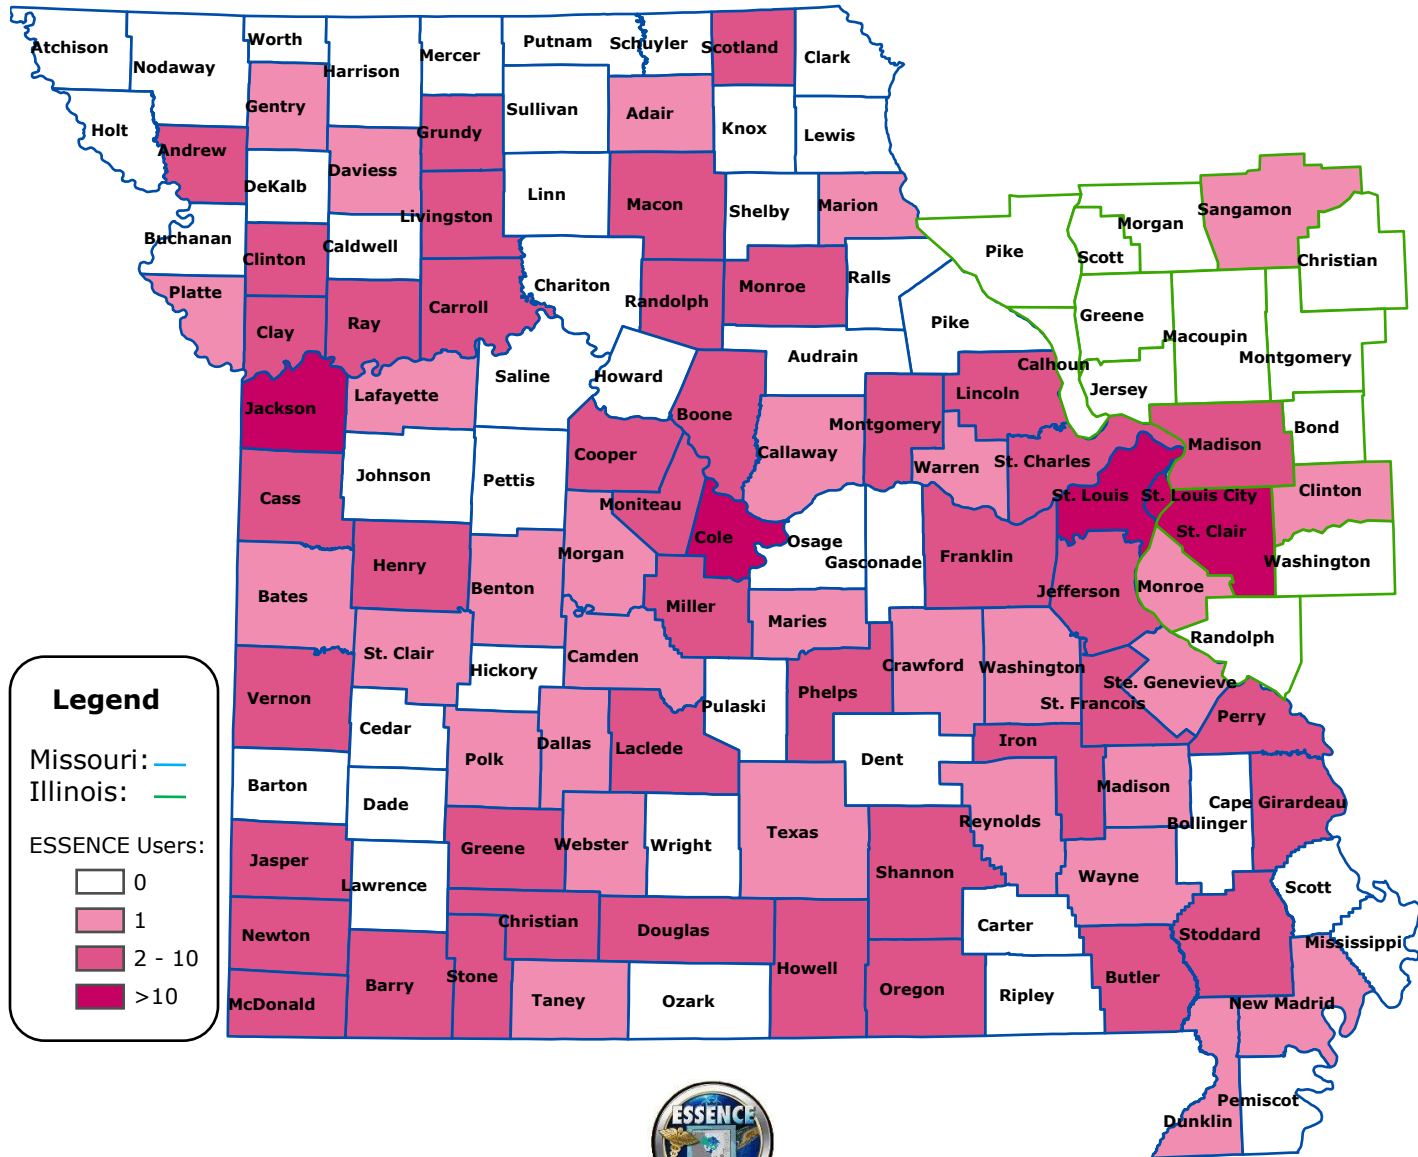 Atchison
Nodaway
Worth
Harrison
Mercer
Putnam
Schuyler
Scotland
Clark
Gentry
Holt
Andrew
DeKalb
Daviess
Grundy
Sullivan
Adair
Knox
Lewis
Linn
Macon
Shelby
Marion
Livingston
Buchanan
Clinton
Caldwell
Chariton
Randolph
Monroe
Ralls
Pike
Platte
Clay
Ray
Carroll
Saline
Howard
Boone
Audrain
Jackson
Lafayette
Cooper
Callaway
Montgomery
Lincoln
Warren
St. Charles
St. Louis
St. Louis City
Johnson
Pettis
Moniteau
Cole
Osage
Gasconade
Franklin
Jefferson
Cass
Henry
Benton
Morgan
Miller
Maries
Bates
St. Clair
Hickory
Camden
Pulaski
Phelps
Crawford
Washington
St. Francois
Ste. Genevieve
Perry
Vernon
Cedar
Polk
Dallas
Laclede
Dent
Iron
Madison
Cape Girardeau
Bollinger
Barton
Dade
Greene
Webster
Wright
Texas
Shannon
Reynolds
Wayne
Jasper
Lawrence
Christian
Douglas
Howell
Carter
Stoddard
Scott
Mississippi
Newton
McDonald
Barry
Stone
Taney
Ozark
Oregon
Ripley
Butler
New Madrid
Dunklin
Pemiscot
Pike
Scott
Morgan
Sangamon
Christian
Greene
Macoupin
Montgomery
Calhoun
Jersey
Madison
Bond
Clinton
St. Clair
Washington
Monroe
Randolph
Legend
Missouri:
Illinois:
ESSENCE Users:
0
1
2 - 10
>10
ESSENCE